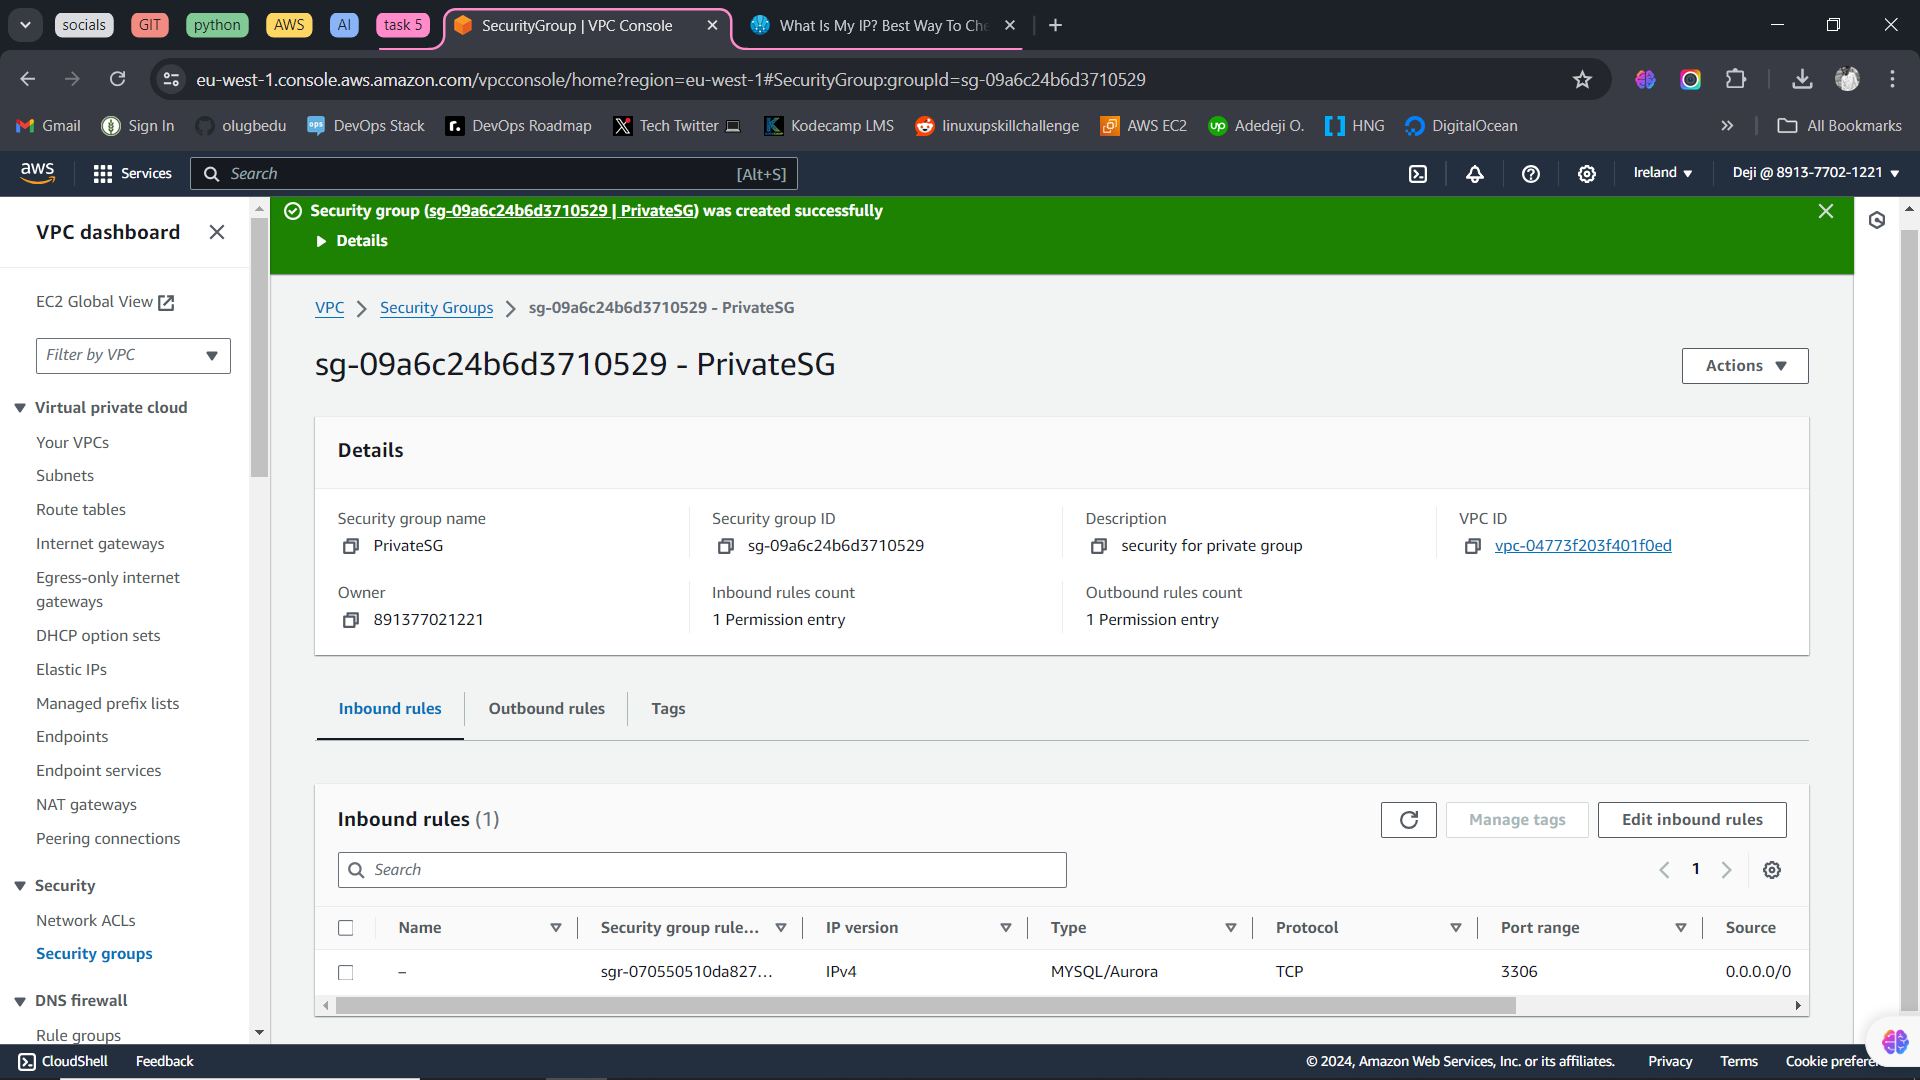 socials
GIT
python
AWS
AI
task 5
SecurityGroup | VPC Console
What Is My IP? Best Way To Che
eu-west-1.console.aws.amazon.com/vpcconsole/home?region=eu-west-1#SecurityGroup:groupId=sg-09a6c24b6d3710529
Gmail
Sign In
olugbedu
DevOps Stack
DevOps Roadmap
Tech Twitter
Kodecamp LMS
linuxupskillchallenge
AWS EC2
Adedeji O.
HNG
DigitalOcean
All Bookmarks
aws
Services
Search
[Alt+S]
Ireland
Deji @ 8913-7702-1221
VPC dashboard
EC2 Global View
Filter by VPC
Virtual private cloud
Your VPCs
Subnets
Route tables
Internet gateways
Egress-only internet
gateways
DHCP option sets
Elastic IPs
Managed prefix lists
Endpoints
Endpoint services
NAT gateways
Peering connections
Security
Network ACLs
Security groups
DNS firewall
Rule groups
Security group (sg-09a6c24b6d3710529 | PrivateSG) was created successfully
Details
VPC
Security Groups
sg-09a6c24b6d3710529 - PrivateSG
sg-09a6c24b6d3710529 - PrivateSG
Actions
Details
Security group name
PrivateSG
Security group ID
sg-09a6c24b6d3710529
Description
security for private group
VPC ID
vpc-04773f203f401f0ed
Owner
891377021221
Inbound rules count
1 Permission entry
Outbound rules count
1 Permission entry
Inbound rules
Outbound rules
Tags
Inbound rules (1)
Manage tags
Edit inbound rules
Search
1
Name
Security group rule...
IP version
Type
Protocol
Port range
Source
–
sgr-070550510da827...
IPv4
MYSQL/Aurora
TCP
3306
0.0.0.0/0
CloudShell
Feedback
© 2024, Amazon Web Services, Inc. or its affiliates.
Privacy
Terms
Cookie prefere